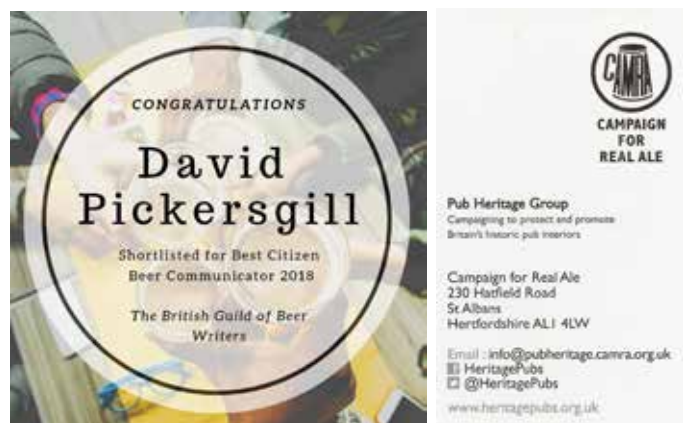 CONGRATULATIONS
David
Pickersgill
Shortlisted for Best Citizen
Beer Communicator 2018
The British Guild of Beer
Writers
CAMRA
CAMPAIGN
FOR
REAL ALE
Pub Heritage Group
Campaigning to protect and promote
Britain's historic pub interiors
Campaign for Real Ale
230 Hatfield Road
St Albans
Hertfordshire AL1 4LW
Email : info@pubheritage.camra.org.uk
HeritagePubs
@HeritagePubs
www.heritagepubs.org.uk